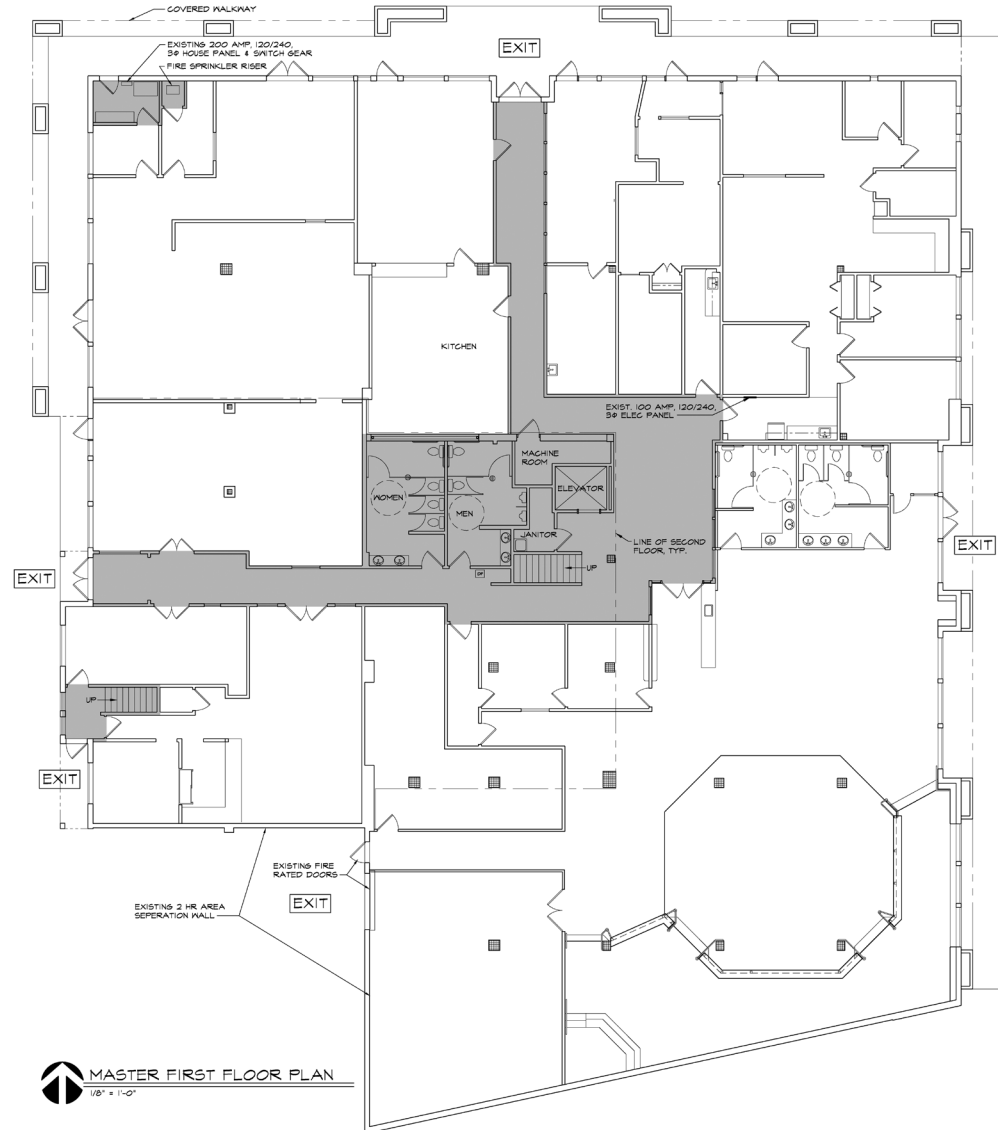 COVERED WALKWAY
EXISTING 200 AMP, 120/240,
3Φ HOUSE PANEL & SWITCH GEAR
FIRE SPRINKLER RISER
EXIT
KITCHEN
EXIST. 100 AMP, 120/240,
3Φ ELEC PANEL
MACHINE
ROOM
ELEVATOR
WOMEN
MEN
JANITOR
LINE OF SECOND
FLOOR, TYP.
EXIT
EXIT
UP
DF
UP
EXIT
EXISTING FIRE
RATED DOORS
EXIT
EXISTING 2 HR AREA
SEPERATION WALL
MASTER FIRST FLOOR PLAN
1/8" = 1'-0"